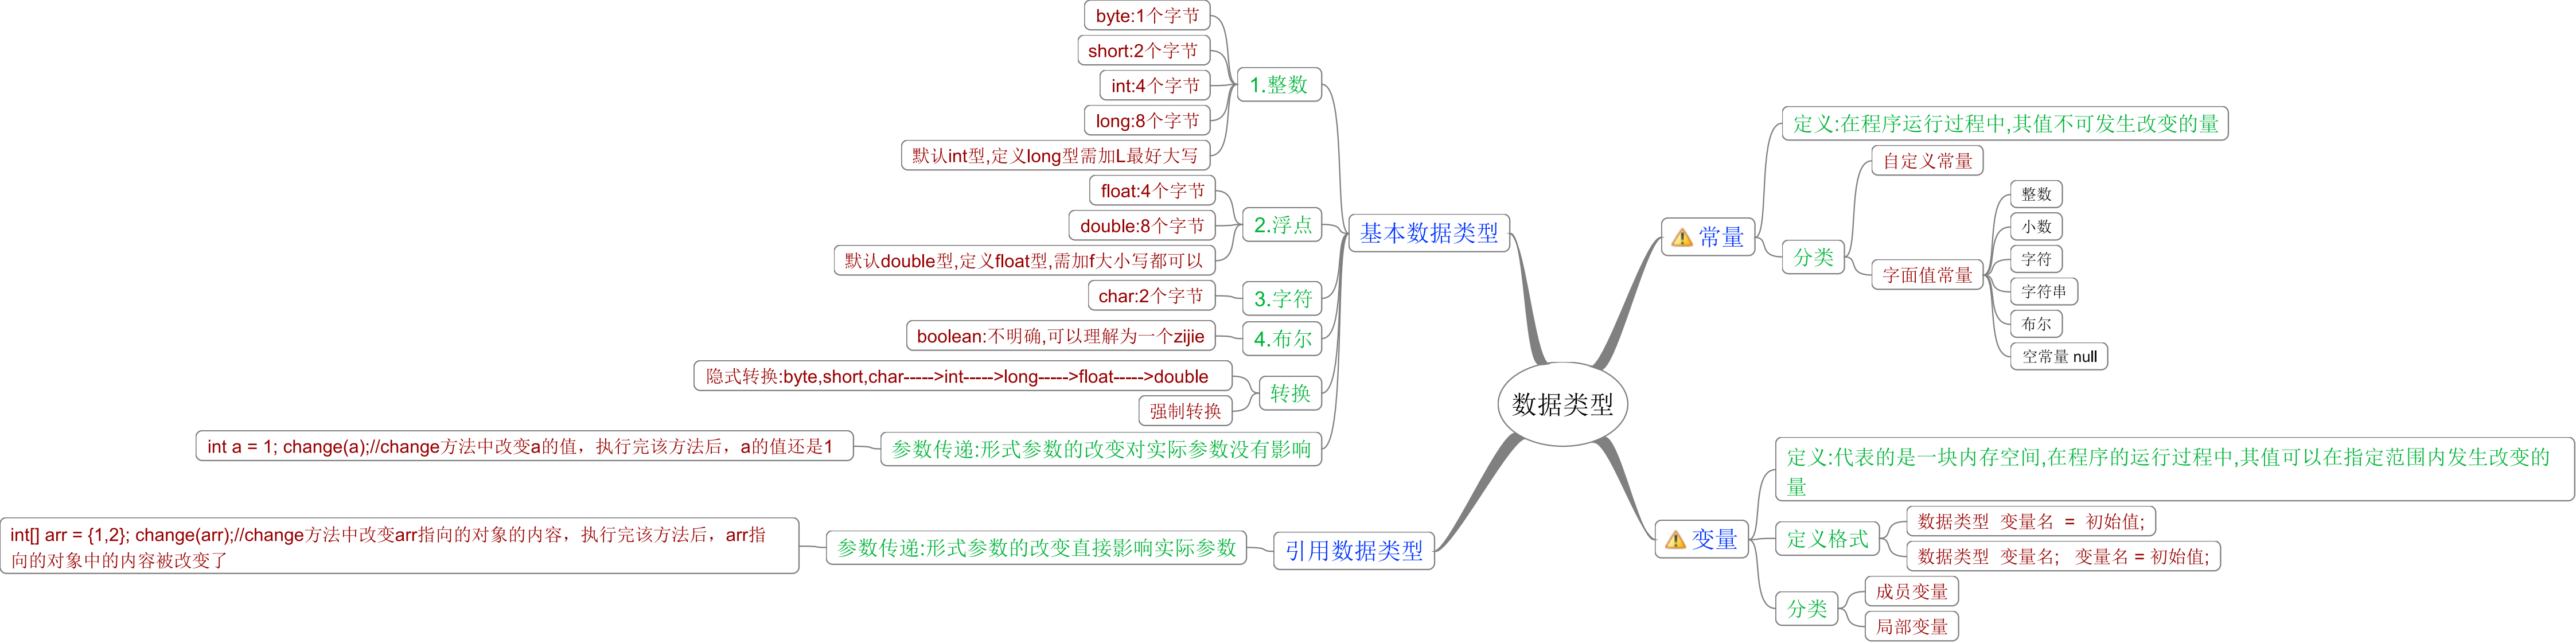 数据类型
基本数据类型
1.整数
byte:1个字节
short:2个字节
int:4个字节
long:8个字节
默认int型,定义long型需加L最好大写
2.浮点
float:4个字节
double:8个字节
默认double型,定义float型,需加f大小写都可以
3.字符
char:2个字节
4.布尔
boolean:不明确,可以理解为一个zijie
转换
隐式转换:byte,short,char----->int----->long----->float----->double
强制转换
参数传递:形式参数的改变对实际参数没有影响
int a = 1; change(a);//change方法中改变a的值，执行完该方法后，a的值还是1
引用数据类型
参数传递:形式参数的改变直接影响实际参数
int[] arr = {1,2}; change(arr);//change方法中改变arr指向的对象的内容，执行完该方法后，arr指
向的对象中的内容被改变了
常量
定义:在程序运行过程中,其值不可发生改变的量
分类
自定义常量
字面值常量
整数
小数
字符
字符串
布尔
空常量 null
变量
定义:代表的是一块内存空间,在程序的运行过程中,其值可以在指定范围内发生改变的
量
定义格式
数据类型 变量名 = 初始值;
数据类型 变量名; 变量名 = 初始值;
分类
成员变量
局部变量